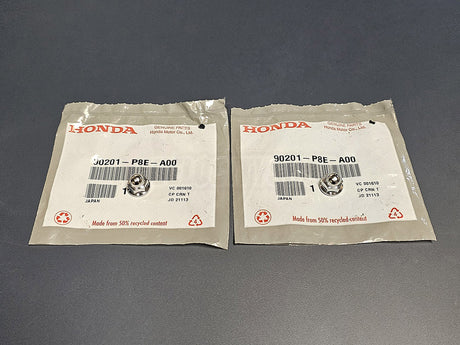 HONDA
GENUINE PARTS
Honda Motor Co., Ltd.
90201-P8E-A00
1
VC 001610
CP CRN T
JD 21113
JAPAN
Made from 50% recycled content
HONDA
GENUINE PARTS
Honda Motor Co., Ltd.
90201-P8E-A00
1
VC 001610
CP CRN T
JD 21113
JAPAN
Made from 50% recycled content